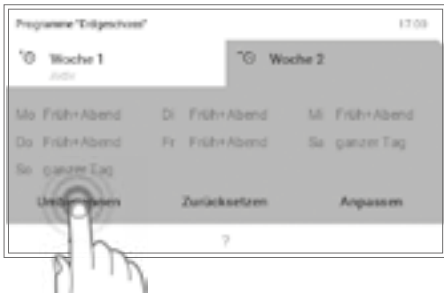 Programme "Erdgeschoss" 17:03
Woche 1 Woche 2
Aktiv
Mo Früh+Abend Di Früh+Abend Mi Früh+Abend
Do Früh+Abend Fr Früh+Abend Sa ganzer Tag
So ganzer Tag
Zurücksetzen Anpassen
?